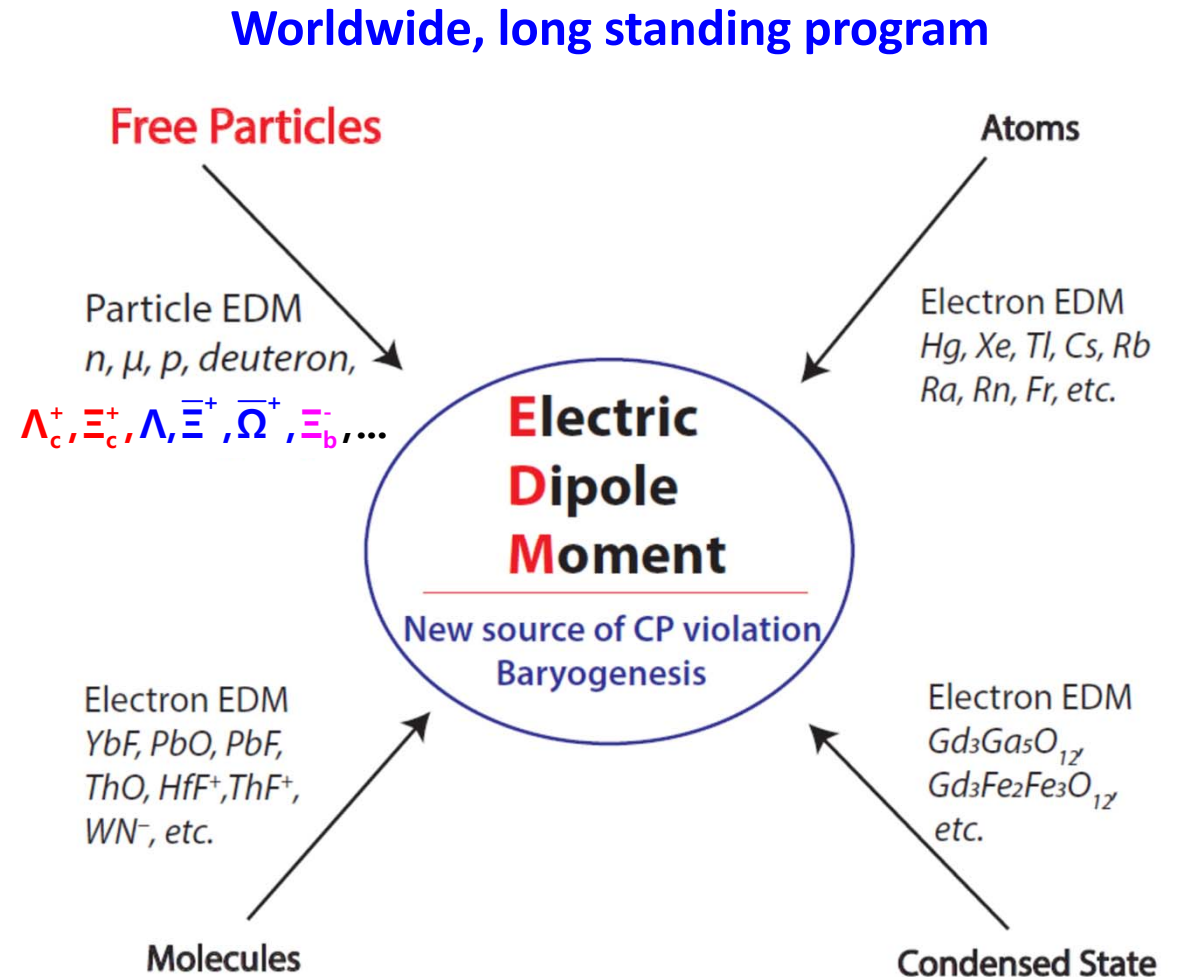 Worldwide, long standing program
Free Particles
Atoms
Particle EDM
n, μ, p, deuteron,
Λc⁺, Ξc⁺, Λ, Ξ̅⁺, Ω̅⁺, Ξb⁻, ...
Electron EDM
Hg, Xe, Tl, Cs, Rb
Ra, Rn, Fr, etc.
Electric
Dipole
Moment
New source of CP violation,
Baryogenesis
Electron EDM
YbF, PbO, PbF,
ThO, HfF⁺,ThF⁺,
WN⁻, etc.
Electron EDM
Gd₃Ga₅O₁₂,
Gd₃Fe₂Fe₃O₁₂,
etc.
Molecules
Condensed State